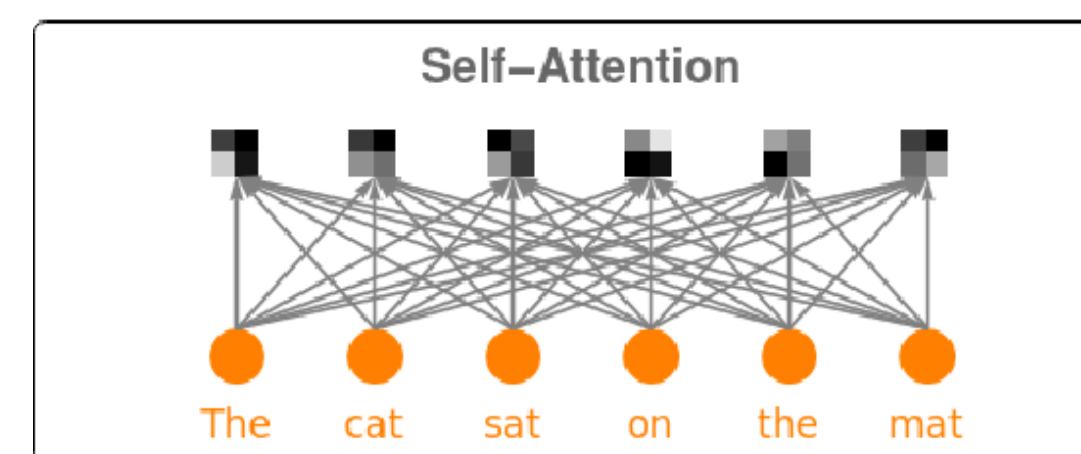 Self−Attention
The cat sat on the mat